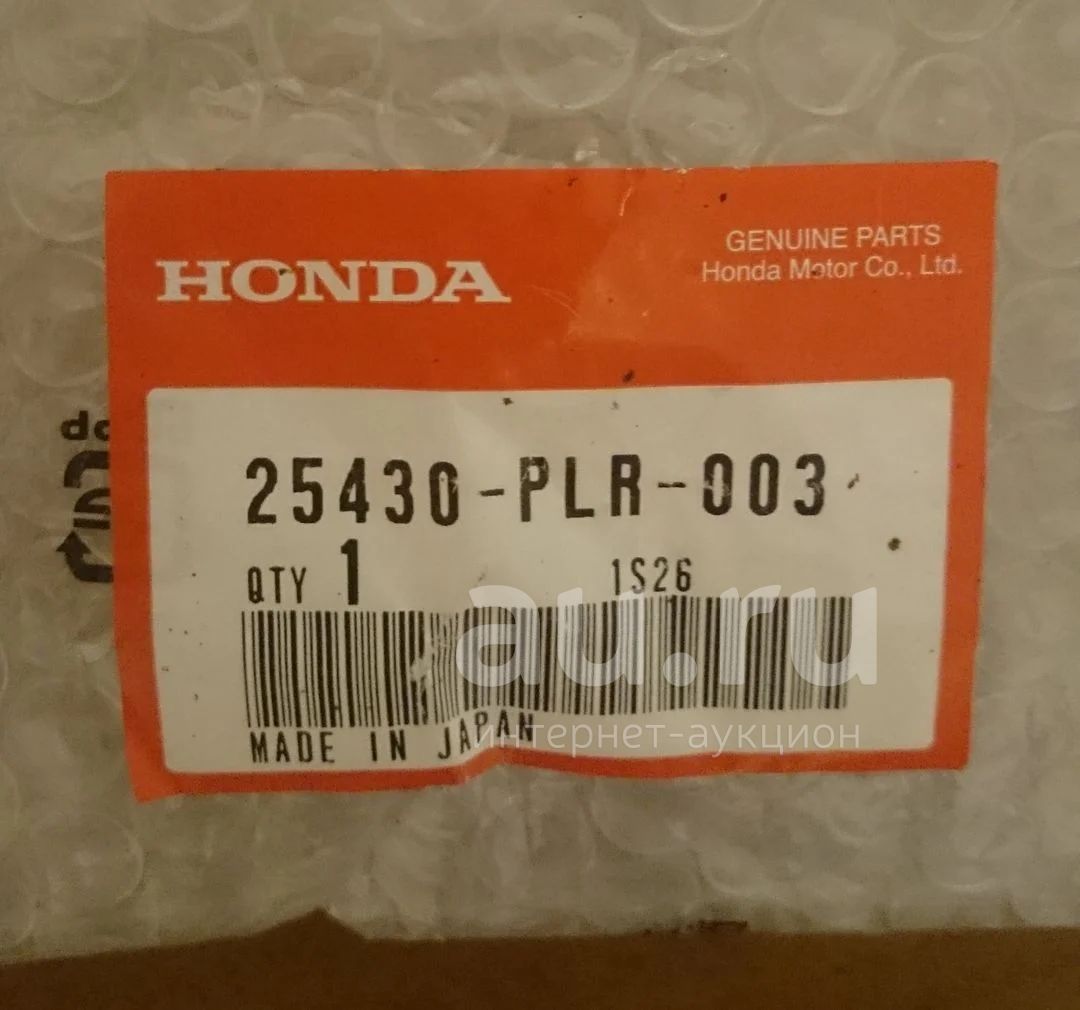 GENUINE PARTS
HONDA
Honda Motor Co., Ltd.
25430-PLR-003
QTY 1
1S26
au.ru
MADE IN JAPAN
интернет-аукцион